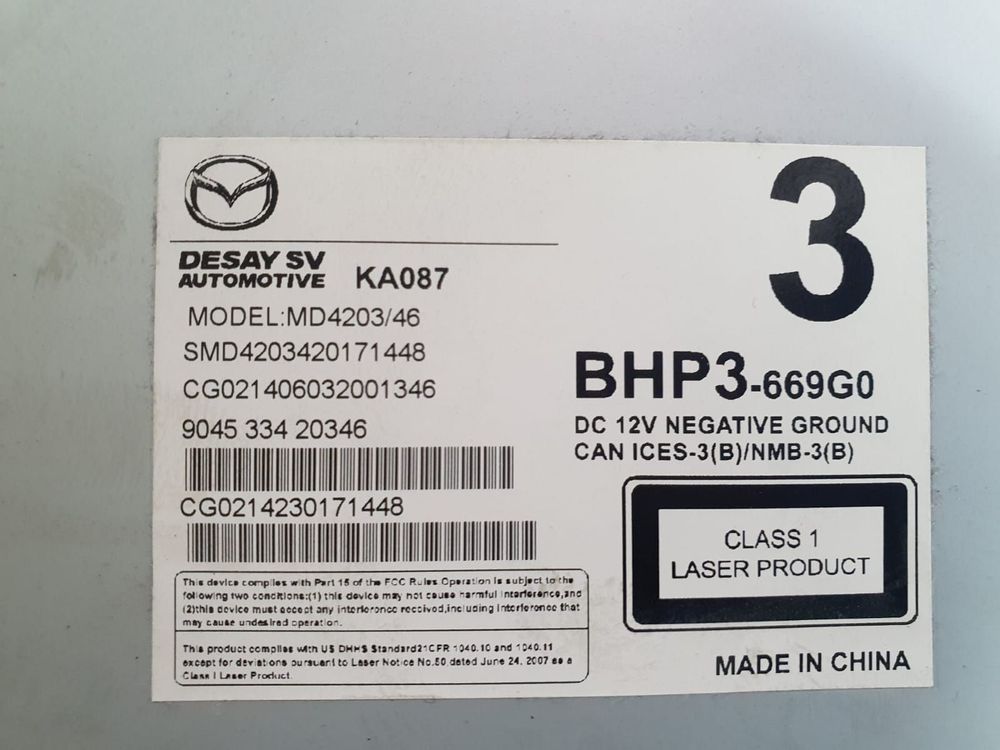 3
DESAY SV
AUTOMOTIVE KA087
MODEL:MD4203/46
SMD4203420171448
CG021406032001346
9045 334 20346
CG0214230171448
BHP3-669G0
DC 12V NEGATIVE GROUND
CAN ICES-3(B)/NMB-3(B)
CLASS 1
LASER PRODUCT
This device complies with Part 15 of the FCC Rules Operation is subject to the
following two conditions:(1) this device may not cause harmful interference,and
(2)this device must accept any interference received,including interference that
may cause undesired operation.
This product complies with US DHHS Standard21CFR 1040.10 and 1040.11
except for deviations pursuant to Laser Notice No.50 dated June 24, 2007 as a
Class I Laser Product.
MADE IN CHINA